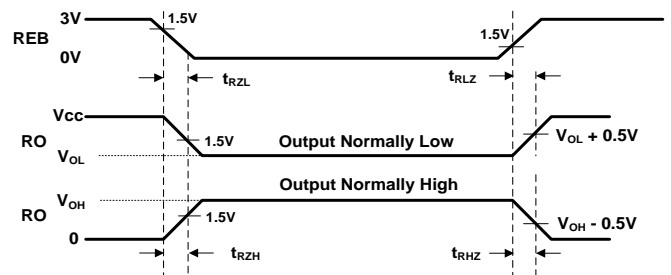 3V
1.5V
1.5V
REB
0V
tRZL
tRLZ
Vcc
RO
1.5V
Output Normally Low
VOL + 0.5V
VOL
Output Normally High
VOH
RO
1.5V
VOH - 0.5V
0
tRZH
tRHZ